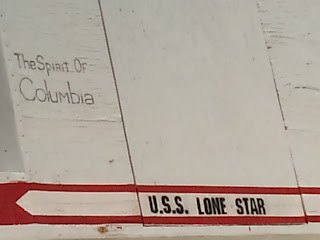 The Spirit Of
Columbia
U.S.S. LONE STAR